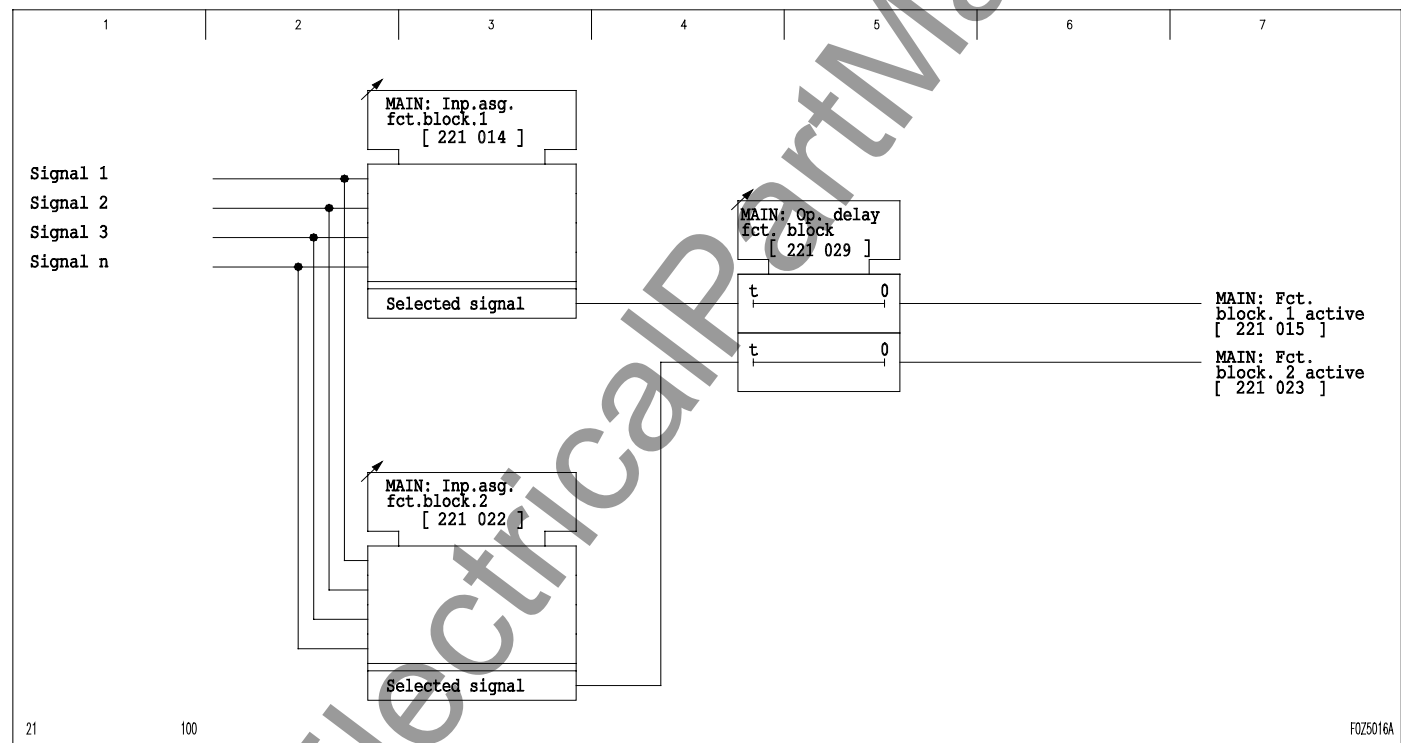 1 2 3 4 5 6 7
MAIN: Inp.asg.
fct.block.1
[ 221 014 ]
Signal 1
Signal 2
Signal 3
Signal n
Selected signal
MAIN: Op. delay
fct. block
[ 221 029 ]
t 0
t 0
MAIN: Fct.
block. 1 active
[ 221 015 ]
MAIN: Fct.
block. 2 active
[ 221 023 ]
MAIN: Inp.asg.
fct.block.2
[ 221 022 ]
Selected signal
21 100 F0Z5016A